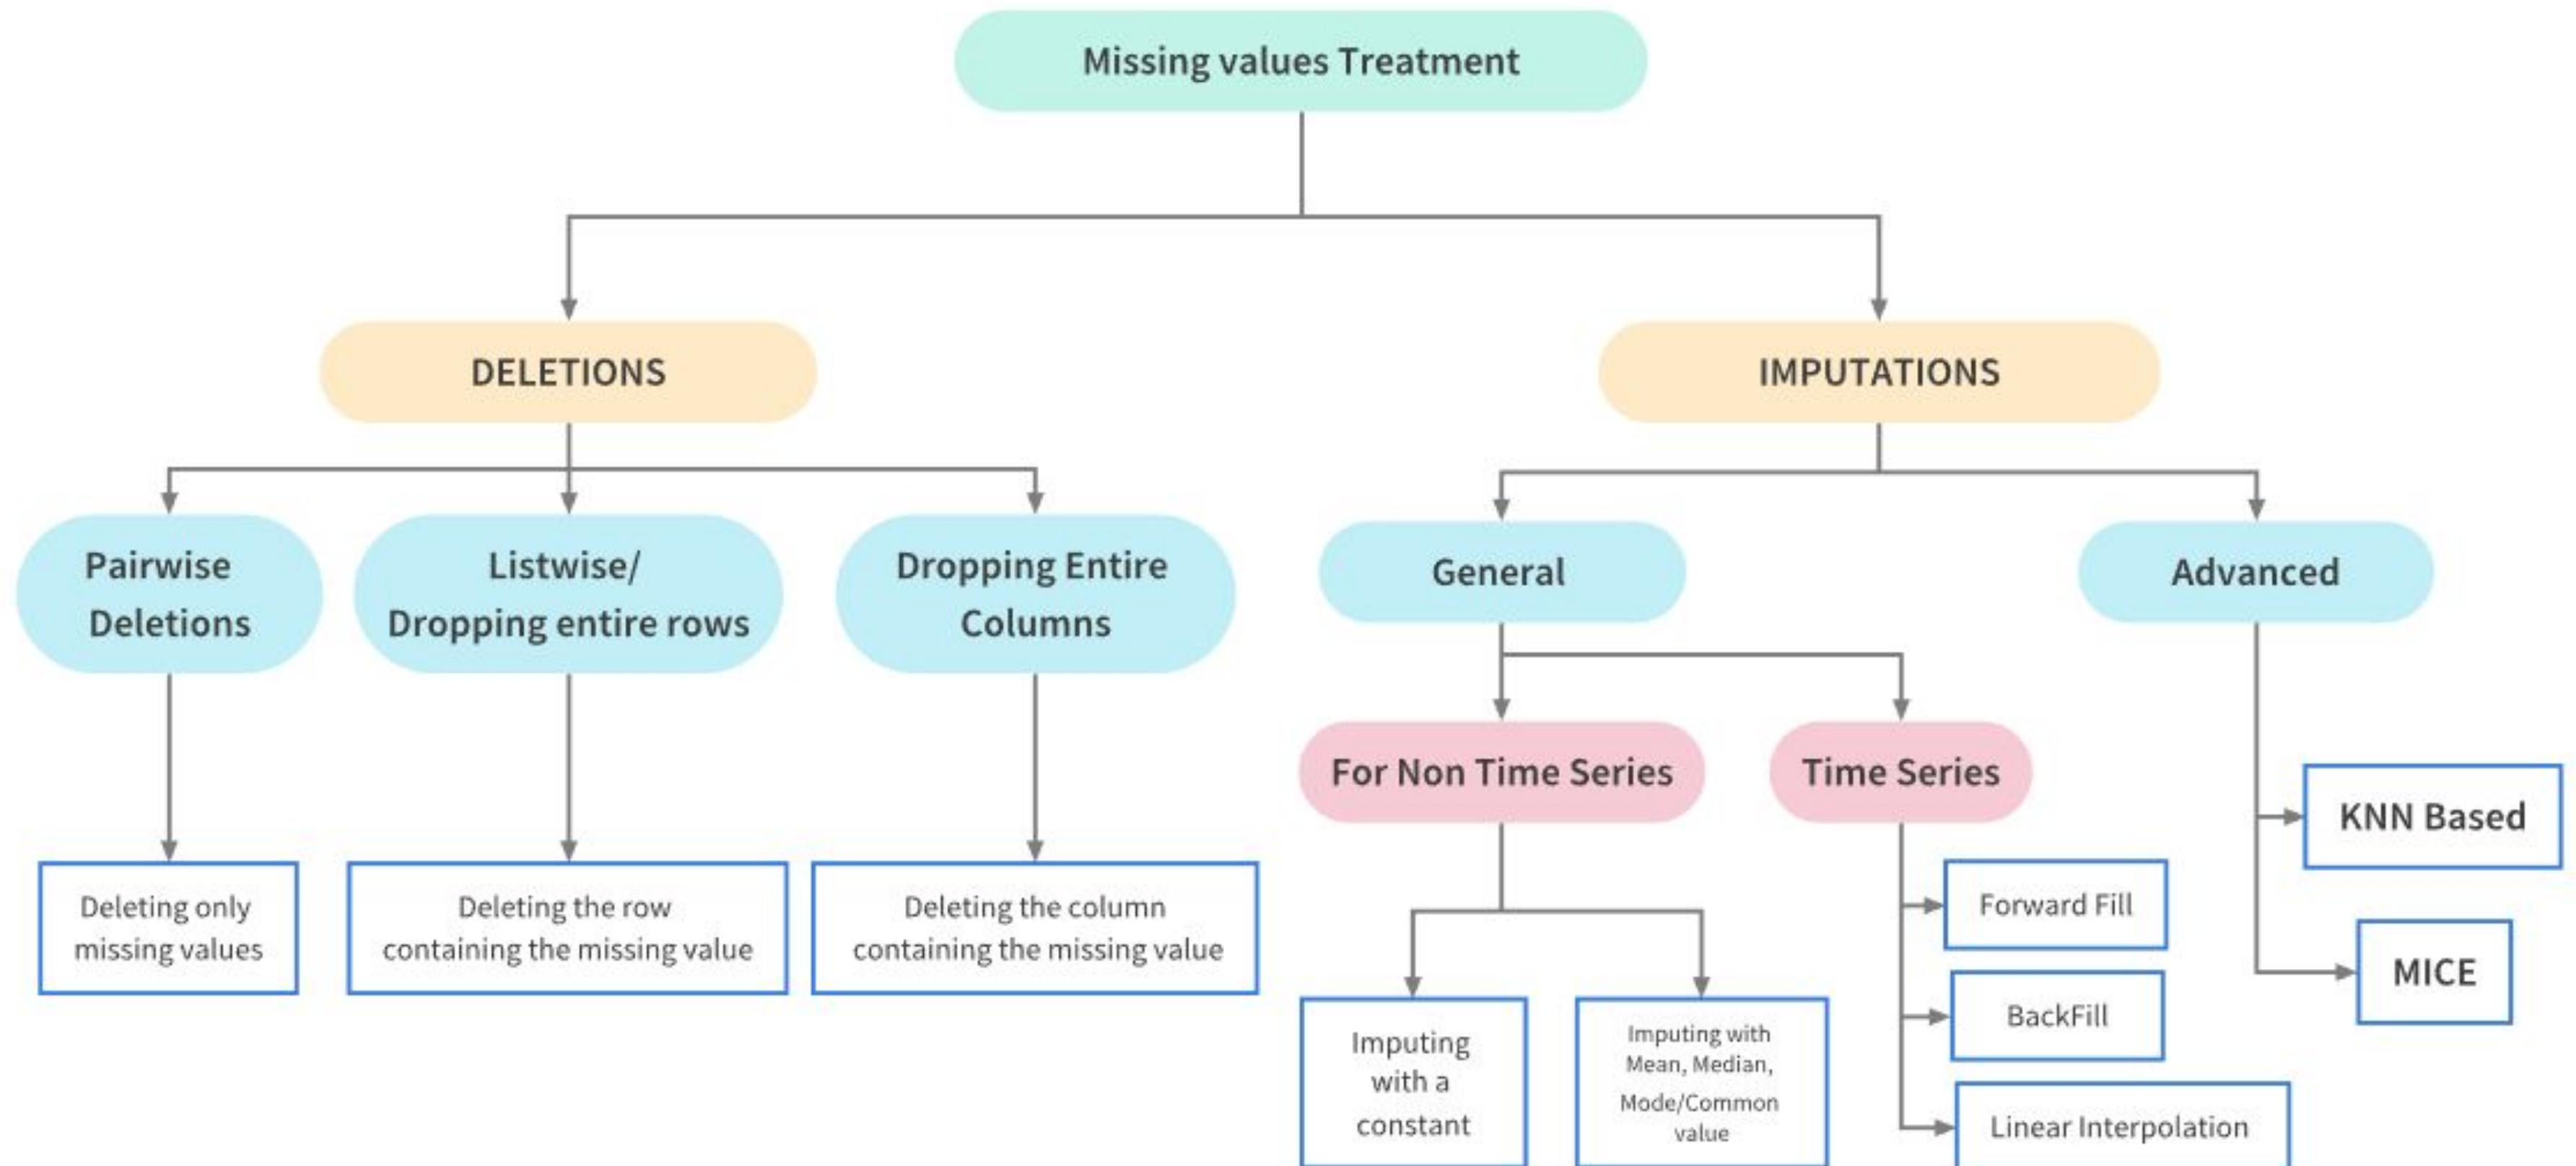 Missing values Treatment
DELETIONS
IMPUTATIONS
Pairwise
Deletions
Listwise/
Dropping entire rows
Dropping Entire
Columns
General
Advanced
For Non Time Series
Time Series
KNN Based
MICE
Deleting only
missing values
Deleting the row
containing the missing value
Deleting the column
containing the missing value
Forward Fill
BackFill
Linear Interpolation
Imputing
with a
constant
Imputing with
Mean, Median,
Mode/Common
value